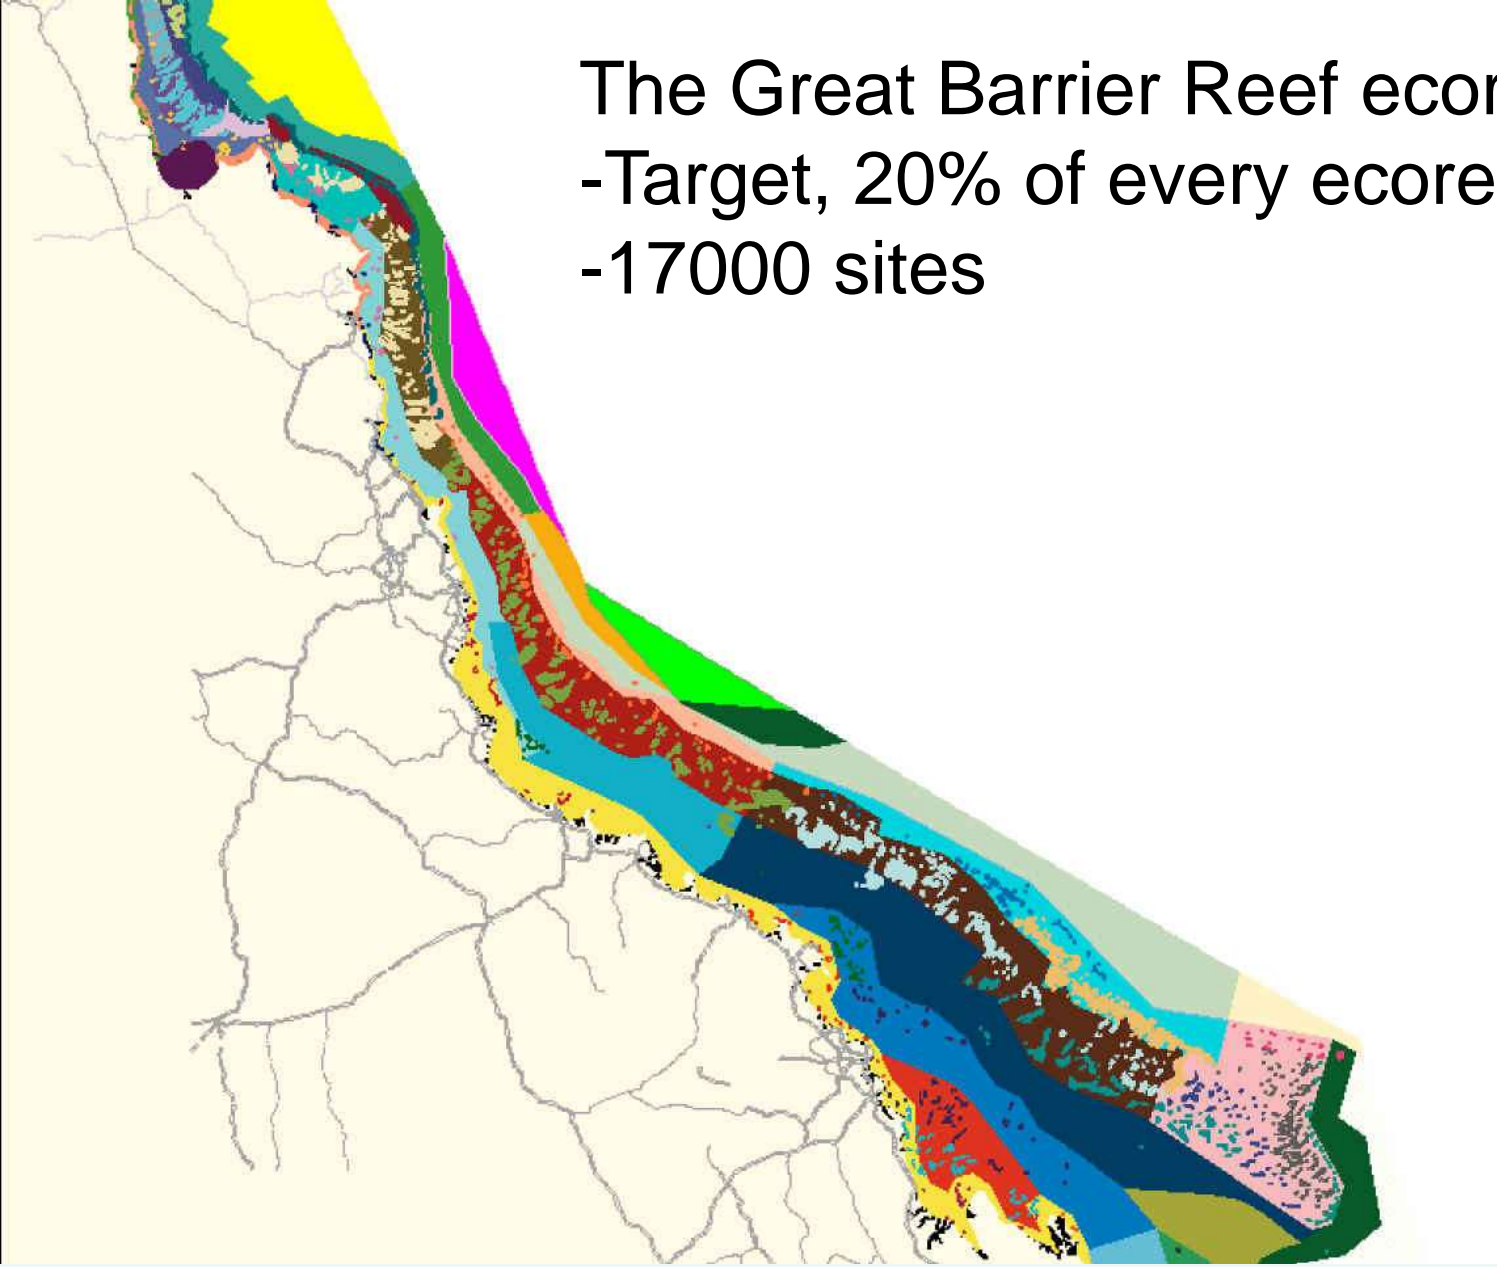 The Great Barrier Reef ecor
-Target, 20% of every ecore
-17000 sites